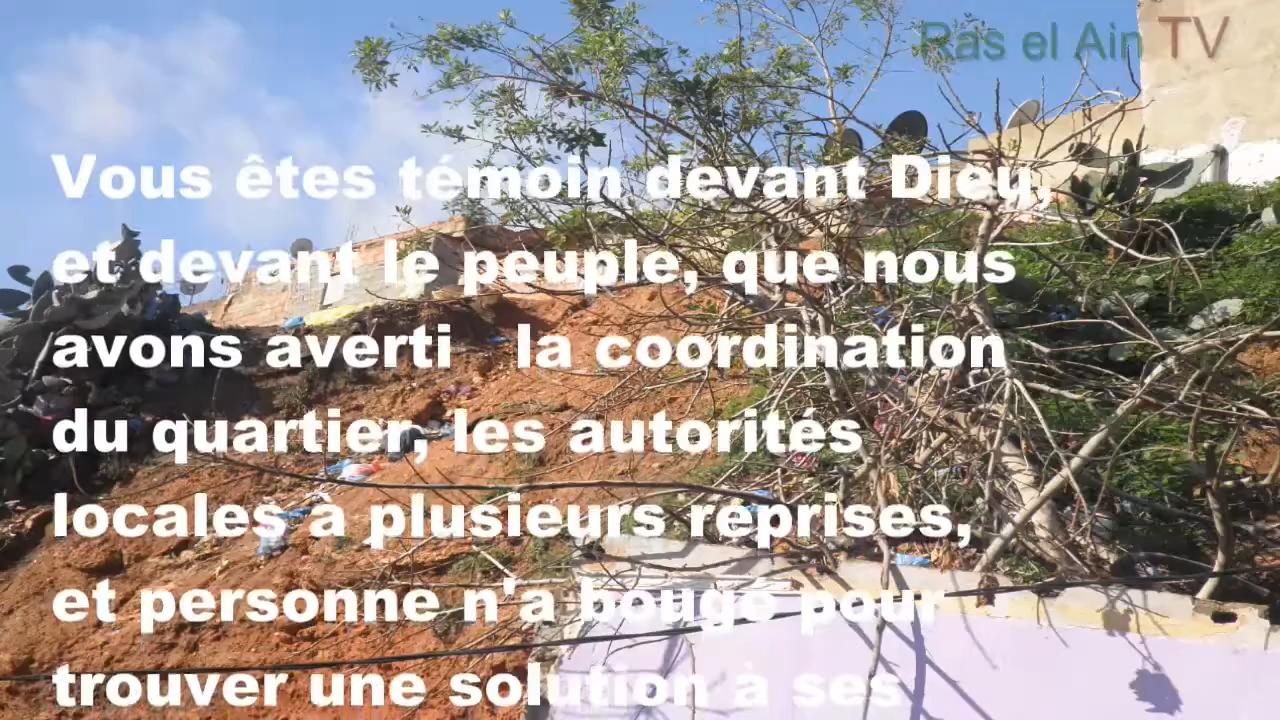 Ras el Ain TV
Vous êtes témoin devant Dieu,
et devant le peuple, que nous
avons averti la coordination
du quartier, les autorités
locales à plusieurs reprises,
et personne n'a bougé pour
trouver une solution à ses